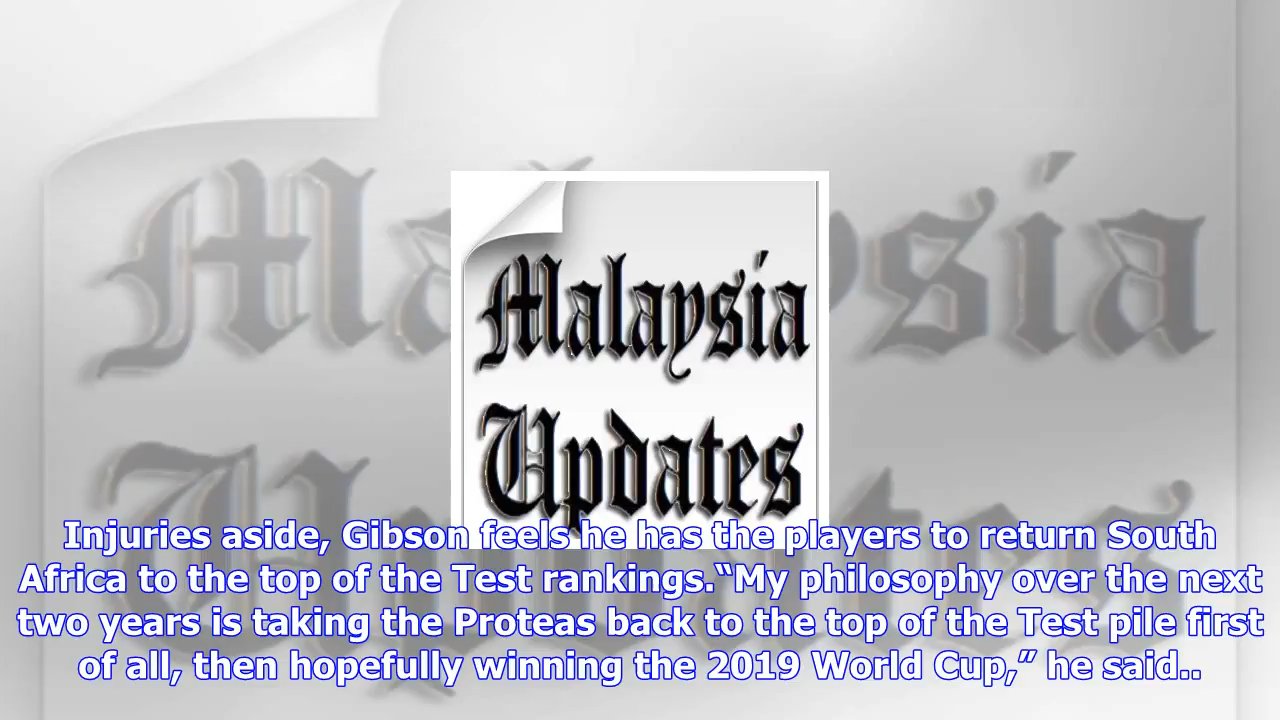 Malaysia
Updates
Injuries aside, Gibson feels he has the players to return South
Africa to the top of the Test rankings.“My philosophy over the next
two years is taking the Proteas back to the top of the Test pile first
of all, then hopefully winning the 2019 World Cup,” he said..